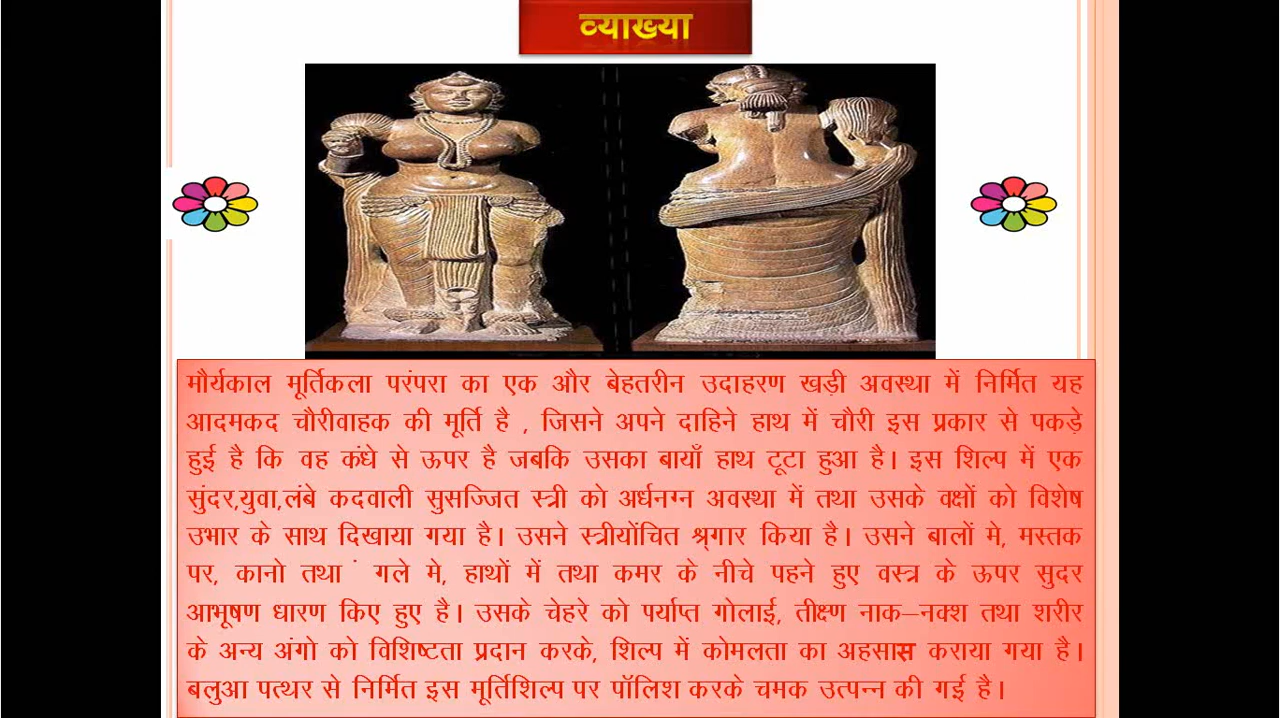 व्याख्या
मौर्यकाल मूर्तिकला परंपरा का एक और बेहतरीन उदाहरण खड़ी अवस्था में निर्मित यह
आदमकद चौरीवाहक की मूर्ति है , जिसने अपने दाहिने हाथ में चौरी इस प्रकार से पकड़े
हुई है कि वह कंधे से ऊपर है जबकि उसका बायाँ हाथ टूटा हुआ है। इस शिल्प में एक
सुंदर,युवा,लंबे कदवाली सुसज्जित स्त्री को अर्धनग्न अवस्था में तथा उसके वक्षों को विशेष
उभार के साथ दिखाया गया है। उसने स्त्रीयोंचित श्र्गार किया है। उसने बालों मे, मस्तक
पर, कानो तथा ं गले मे, हाथों में तथा कमर के नीचे पहने हुए वस्त्र के ऊपर सुदर
आभूषण धारण किए हुए है। उसके चेहरे को पर्याप्त गोलाई, तीक्ष्ण नाक–नक्श तथा शरीर
के अन्य अंगो को विशिष्टता प्रदान करके, शिल्प में कोमलता का अहसास कराया गया है।
बलुआ पत्थर से निर्मित इस मूर्तिशिल्प पर पॉलिश करके चमक उत्पन्न की गई है।